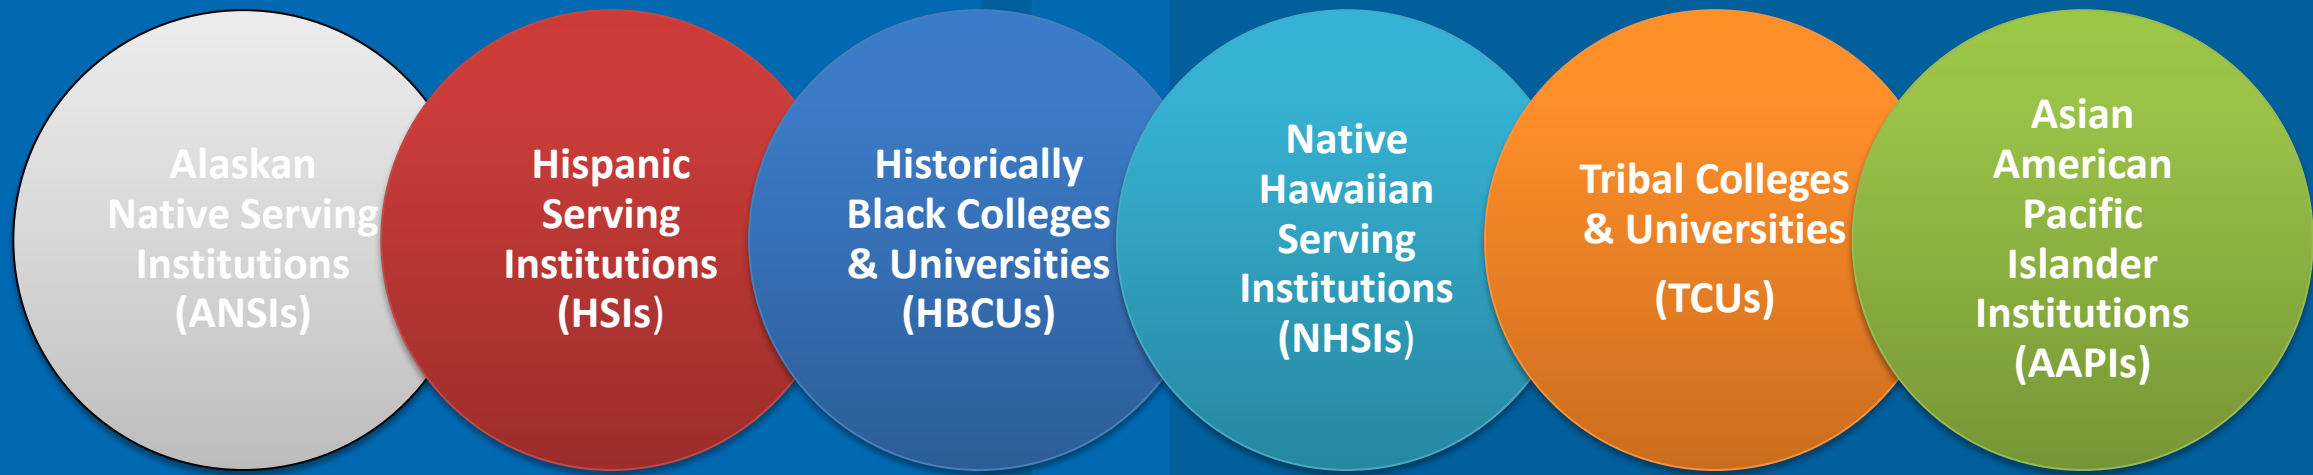 Alaskan
Native Serving
Institutions
(ANSIs)
Hispanic
Serving
Institutions
(HSIs)
Historically
Black Colleges
& Universities
(HBCUs)
Native
Hawaiian
Serving
Institutions
(NHSIs)
Tribal Colleges
& Universities
(TCUs)
Asian
American
Pacific
Islander
Institutions
(AAPIs)